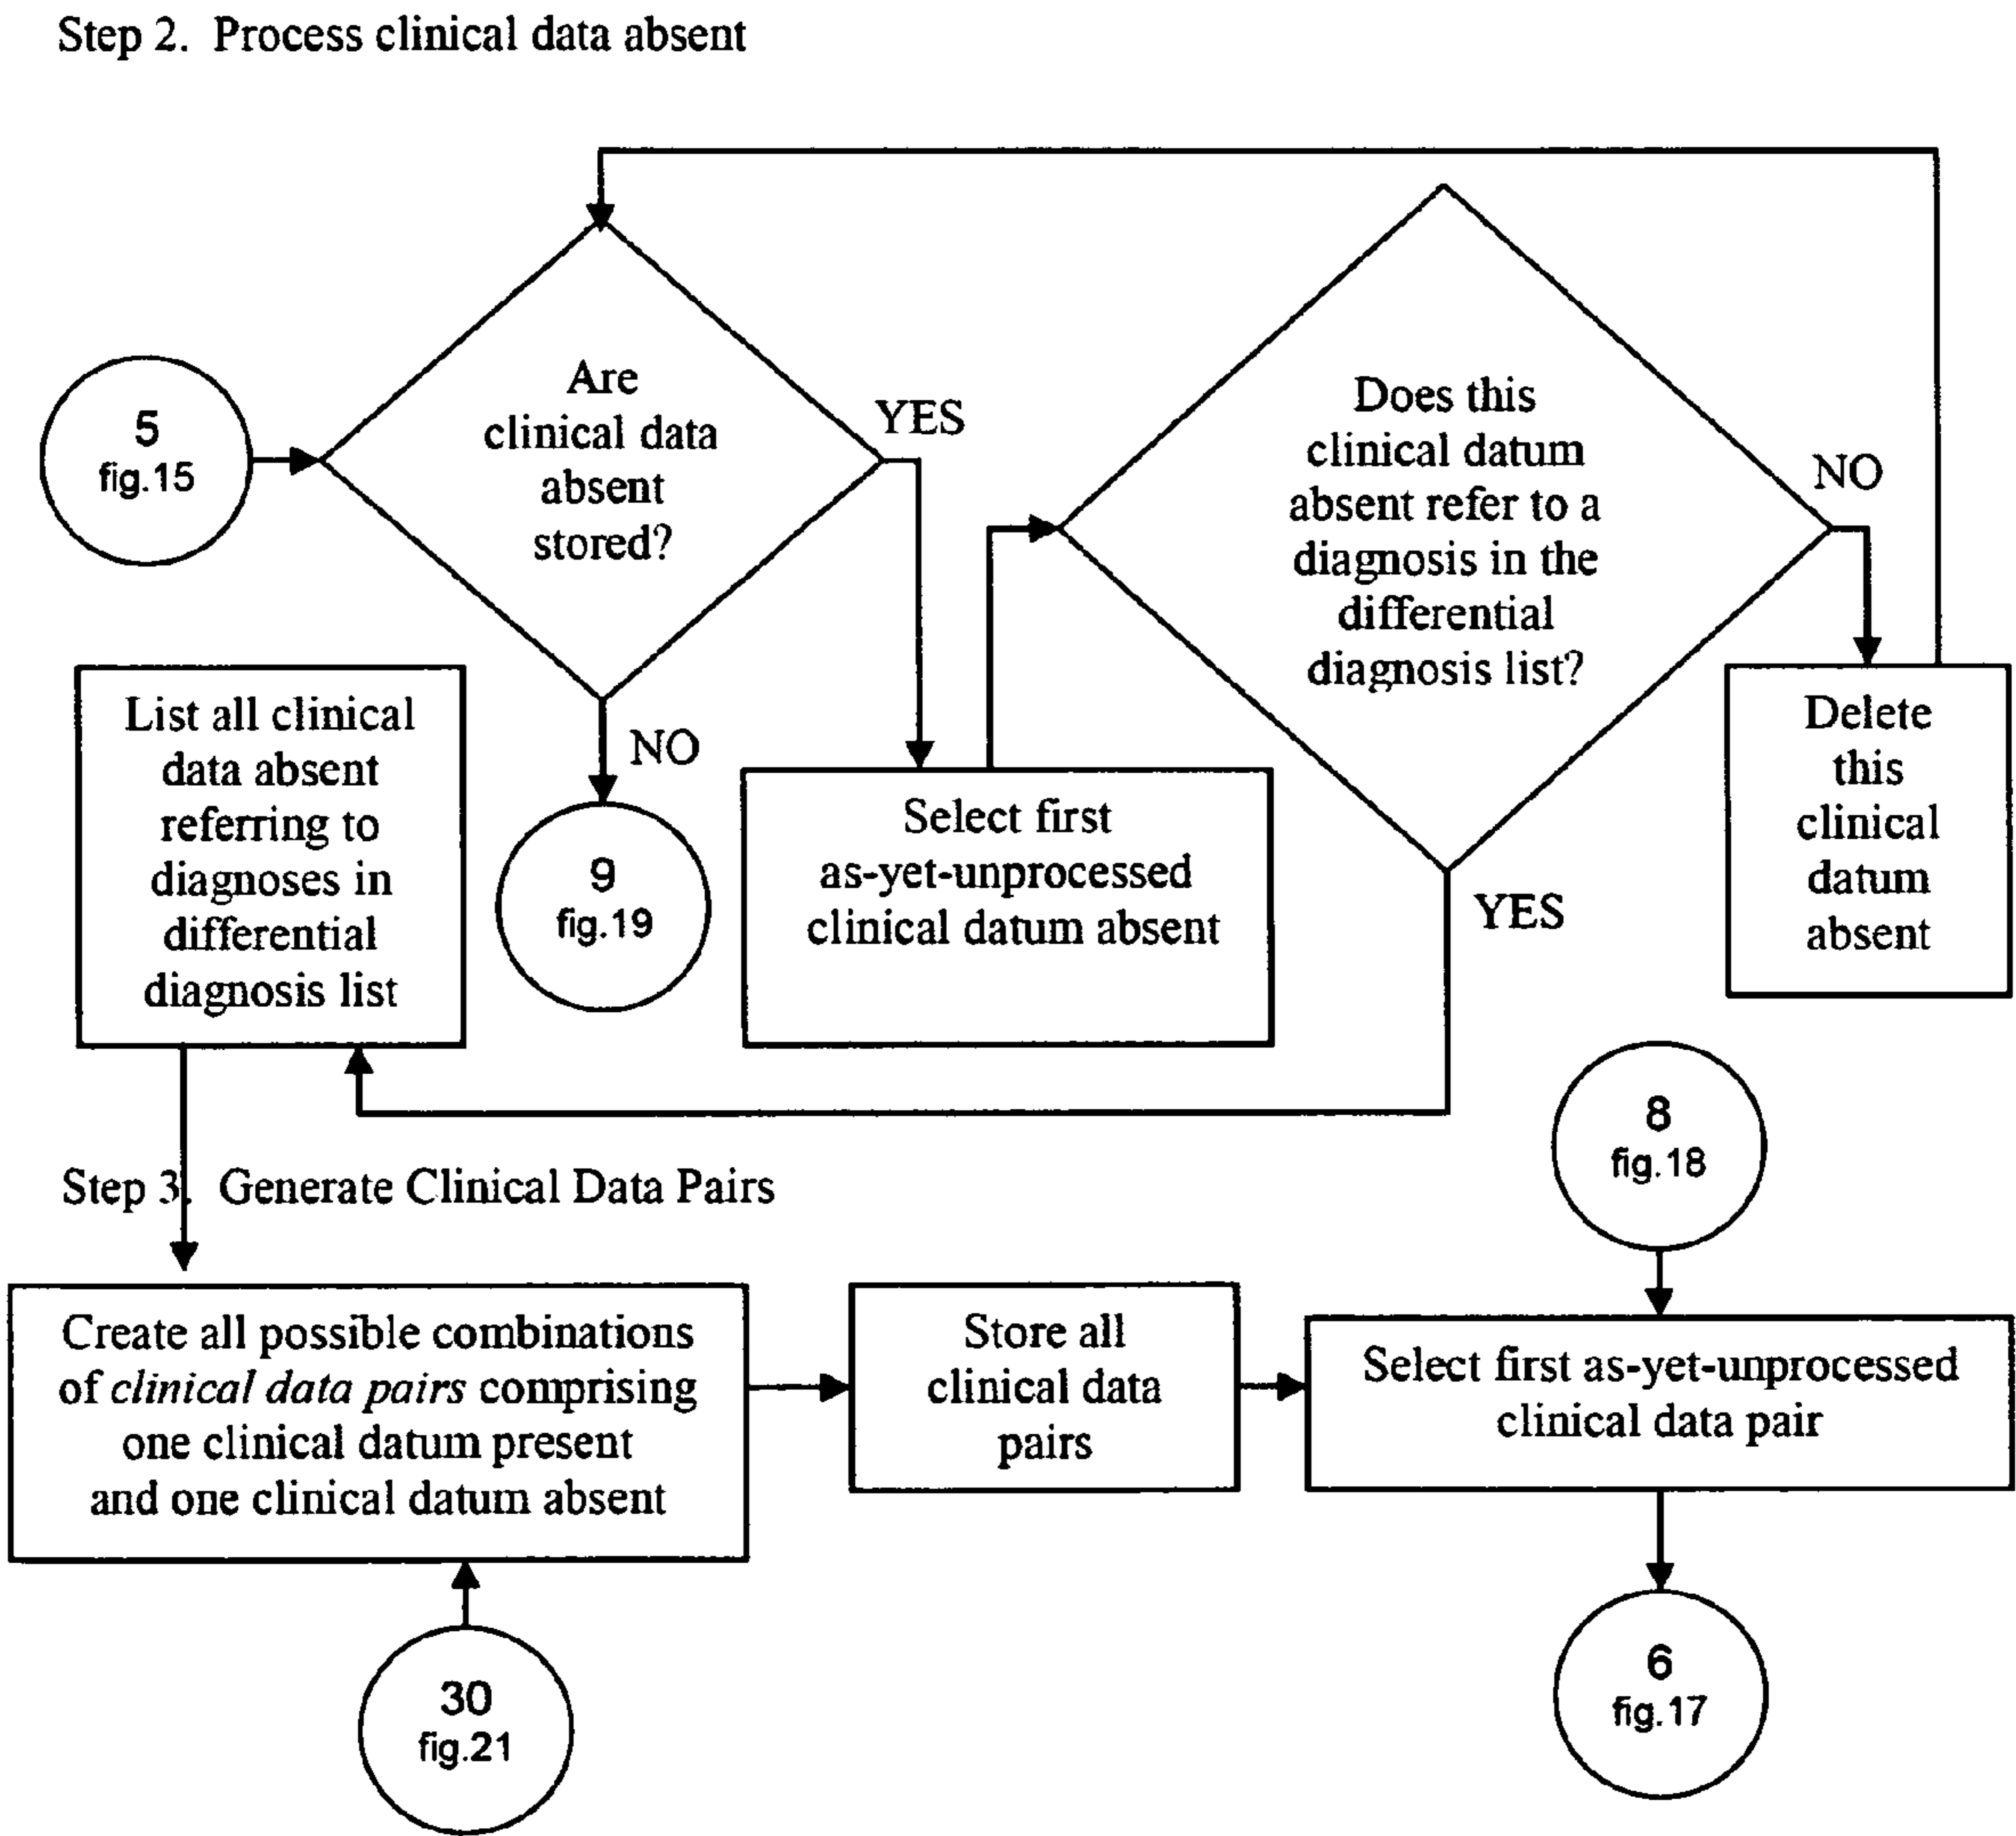 Step 2. Process clinical data absent
5
fig.15
Are
clinical data
absent
stored?
YES
NO
9
fig.19
Select first
as-yet-unprocessed
clinical datum absent
Does this
clinical datum
absent refer to a
diagnosis in the
differential
diagnosis list?
NO
YES
Delete
this
clinical
datum
absent
List all clinical
data absent
referring to
diagnoses in
differential
diagnosis list
Step 3. Generate Clinical Data Pairs
8
fig.18
Create all possible combinations
of clinical data pairs comprising
one clinical datum present
and one clinical datum absent
Store all
clinical data
pairs
Select first as-yet-unprocessed
clinical data pair
30
fig.21
6
fig.17